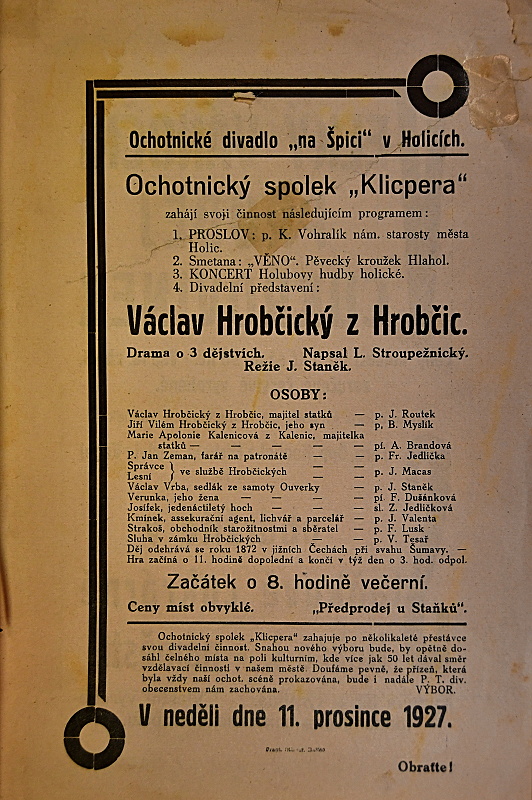 Ochotnické divadlo „na Špici“ v Holicích.
Ochotnický spolek „Klicpera“
zahájí svoji činnost následujícím programem:
1. PROSLOV: p. K. Vohralík nám. starosty města
Holic.
2. Smetana: „VĚNO“. Pěvecký kroužek Hlahol.
3. KONCERT Holubovy hudby holické.
4. Divadelní představení:
Václav Hrobčický z Hrobčic.
Drama o 3 dějstvích. Napsal L. Stroupežnický.
Režie J. Staněk.
OSOBY:
Václav Hrobčický z Hrobčic, majitel statků — p. J. Routek
Jiří Vilém Hrobčický z Hrobčic, jeho syn — p. B. Myslík
Marie Apolonie Kalenicová z Kalenic, majitelka
statků — — — — — pí. A. Brandová
P. Jan Zeman, farář na patronátě — — p. Fr. Jedlička
Správce
Lesní } ve službě Hrobčických — — p. J. Macas
Václav Vrba, sedlák ze samoty Ouverky — p. J. Staněk
Verunka, jeho žena — — — pí. F. Dušánková
Josífek, jedenáctiletý hoch — — sl. Z. Jedličková
Kmínek, assekurační agent, lichvář a parcelář — p. J. Valenta
Strakoš, obchodník starožitnostmi a sběratel — p. F. Lusk
Sluha v zámku Hrobčických — — p. V. Tesař
Děj odehrává se roku 1872 v jižních Čechách při svahu Šumavy. —
Hra začíná o 11. hodině dopolední a končí v týž den o 3. hod. odpol.
Začátek o 8. hodině večerní.
Ceny míst obvyklé. „Předprodej u Staňků“.
Ochotnický spolek „Klicpera“ zahajuje po několikaleté přestávce
svou divadelní činnost. Snahou nového výboru bude, by opětně do-
sáhl čelného místa na poli kulturním, kde více jak 50 let dával směr
vzdělavací činnosti v našem městě. Doufáme pevně, že přízeň, která
byla vždy naší ochot. scéně prokazována, bude i nadále P. T. div.
obecenstvem nám zachována. VÝBOR.
V neděli dne 11. prosince 1927.
Obraťte!